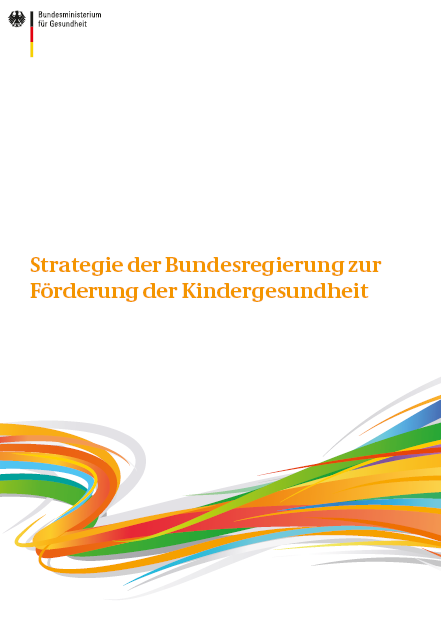 Bundesministerium
für Gesundheit
Strategie der Bundesregierung zur
Förderung der Kindergesundheit